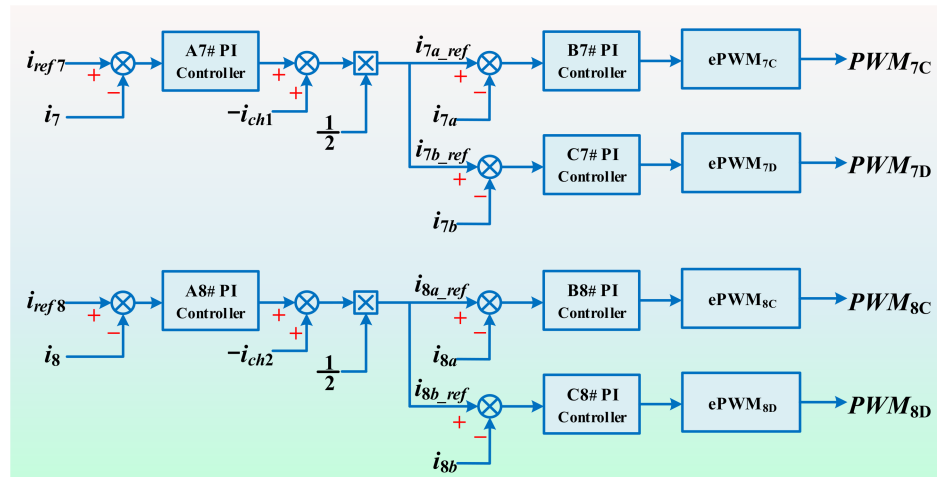 i_ref7
+
−
i_7
A7# PI
Controller
+
+
−i_ch1
1/2
i_7a_ref
+
−
i_7a
B7# PI
Controller
ePWM_7C
PWM_7C
i_7b_ref
+
−
i_7b
C7# PI
Controller
ePWM_7D
PWM_7D
i_ref8
+
−
i_8
A8# PI
Controller
+
+
−i_ch2
1/2
i_8a_ref
+
−
i_8a
B8# PI
Controller
ePWM_8C
PWM_8C
i_8b_ref
+
−
i_8b
C8# PI
Controller
ePWM_8D
PWM_8D